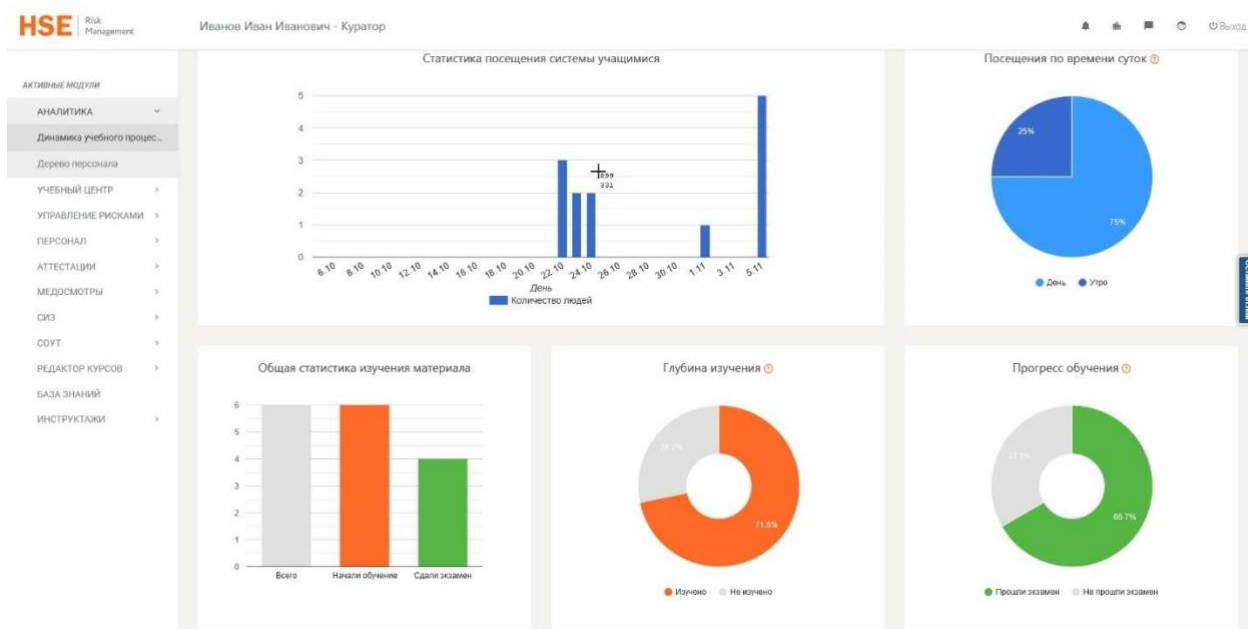 HSE
Risk
Management
Иванов Иван Иванович - Куратор
Выход
АКТИВНЫЕ МОДУЛИ
АНАЛИТИКА
Динамика учебного процес...
Дерево персонала
УЧЕБНЫЙ ЦЕНТР
УПРАВЛЕНИЕ РИСКАМИ
ПЕРСОНАЛ
АТТЕСТАЦИИ
МЕДОСМОТРЫ
СИЗ
СОУТ
РЕДАКТОР КУРСОВ
БАЗА ЗНАНИЙ
ИНСТРУКТАЖИ
Статистика посещения системы учащимися
5
4
3
2
1
0
6.10 8.10 10.10 12.10 14.10 16.10 18.10 20.10 22.10 24.10 26.10 28.10 30.10 1.11 3.11 5.11
День
Количество людей
899
331
Посещения по времени суток
25%
75%
День Утро
Общая статистика изучения материала
6
5
4
3
2
1
0
Всего Начали обучение Сдали экзамен
Глубина изучения
71.6%
Изучено Не изучено
Прогресс обучения
66.7%
Прошли экзамен Не прошли экзамен